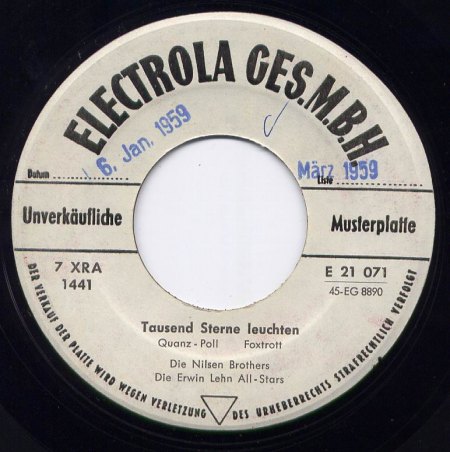 ELECTROLA GES.M.B.H.
Datum 6. Jan. 1959
Liste März 1959
Unverkäufliche Musterplatte
7 XRA
1441
E 21 071
45-EG 8890
Tausend Sterne leuchten
Quanz-Poll Foxtrott
Die Nilsen Brothers
Die Erwin Lehn All-Stars
DER VERKAUF DER PLATTE WIRD WEGEN VERLETZUNG DES URHEBERRECHTS STRAFRECHTLICH VERFOLGT